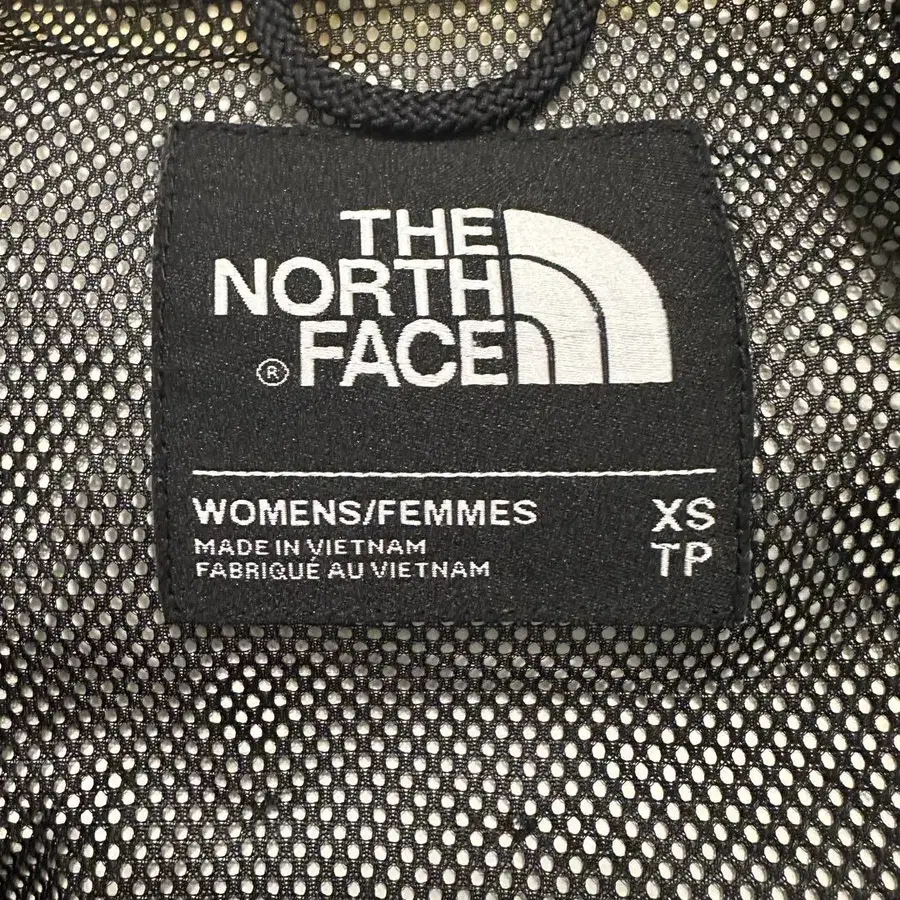 THE
NORTH
FACE
®
WOMENS/FEMMES XS
MADE IN VIETNAM TP
FABRIQUÉ AU VIETNAM